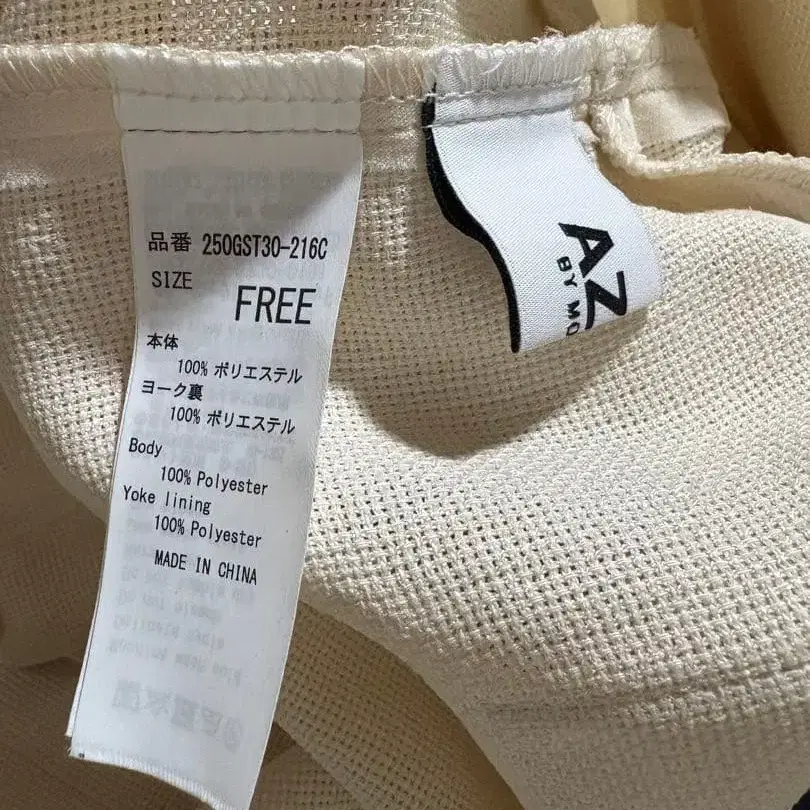 品番 250GST30-216C
SIZE
FREE
本体
100% ポリエステル
ヨーク裏
100% ポリエステル
Body
100% Polyester
Yoke lining
100% Polyester
MADE IN CHINA
AZ
BY MO